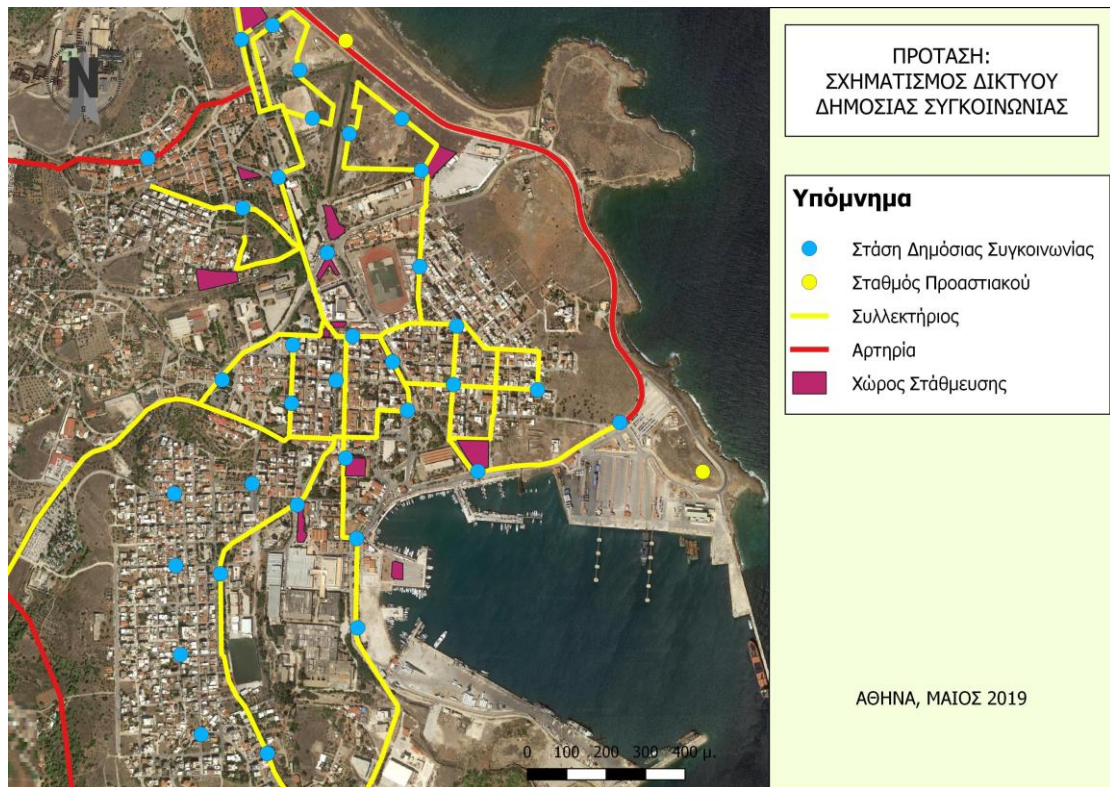 ΠΡΟΤΑΣΗ:
ΣΧΗΜΑΤΙΣΜΟΣ ΔΙΚΤΥΟΥ
ΔΗΜΟΣΙΑΣ ΣΥΓΚΟΙΝΩΝΙΑΣ
Υπόμνημα
Στάση Δημόσιας Συγκοινωνίας
Σταθμός Προαστιακού
Συλλεκτήριος
Αρτηρία
Χώρος Στάθμευσης
ΑΘΗΝΑ, ΜΑΙΟΣ 2019
N
S
0 100 200 300 400 μ.